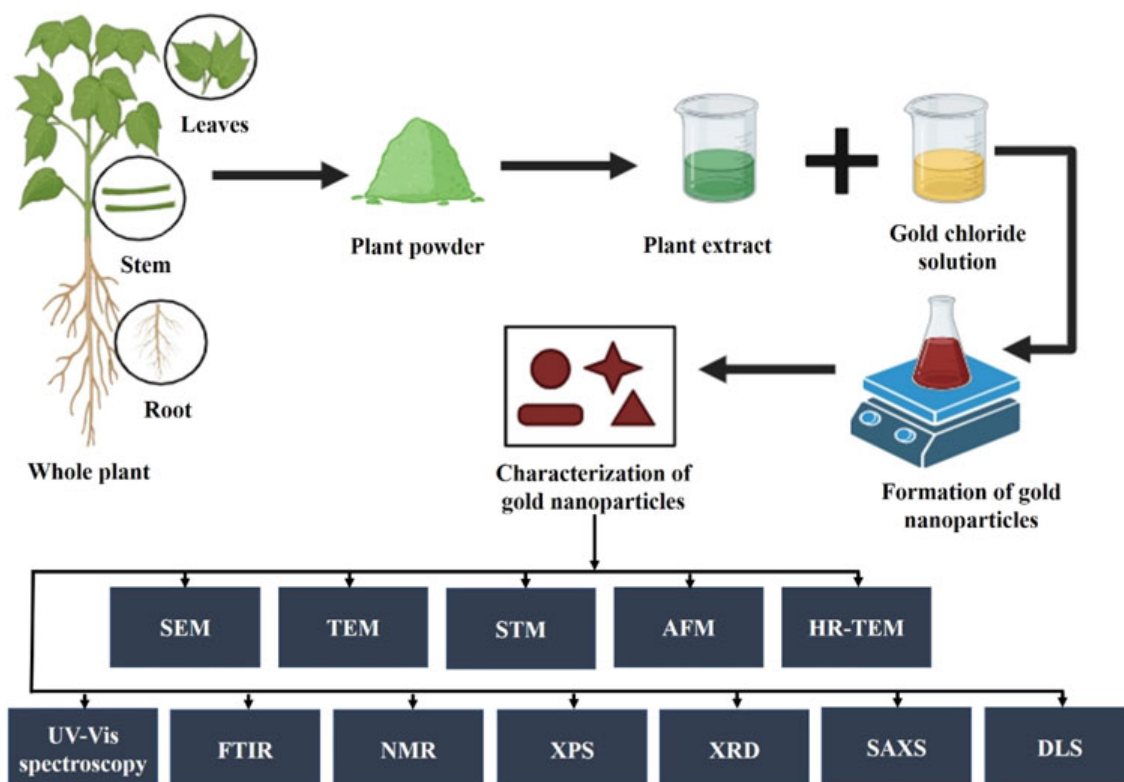 Leaves
Stem
Root
Whole plant
Plant powder
Plant extract
Gold chloride
solution
Characterization of
gold nanoparticles
Formation of gold
nanoparticles
SEM
TEM
STM
AFM
HR-TEM
UV-Vis
spectroscopy
FTIR
NMR
XPS
XRD
SAXS
DLS